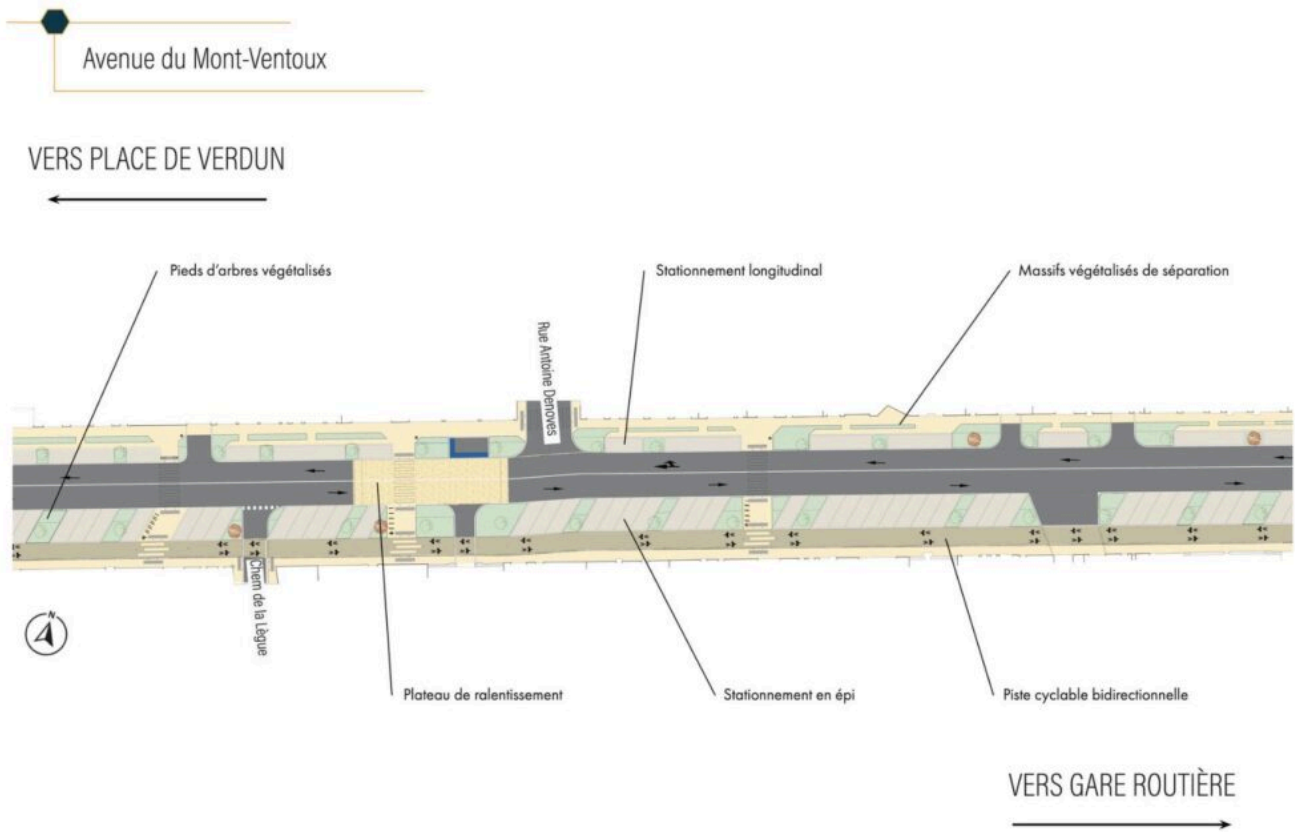 Avenue du Mont-Ventoux
VERS PLACE DE VERDUN
Pieds d'arbres végétalisés
Stationnement longitudinal
Massifs végétalisés de séparation
Rue Antoine Denoves
Chem de la Lègue
N
Plateau de ralentissement
Stationnement en épi
Piste cyclable bidirectionnelle
VERS GARE ROUTIÈRE